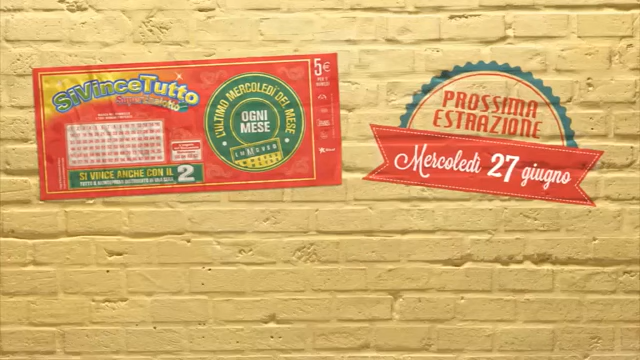 SiVinceTutto
SuperEnalotto
SI VINCE ANCHE CON IL 2
L'ULTIMO MERCOLEDÌ DEL MESE
OGNI
MESE
5€
PROSSIMA
ESTRAZIONE
Mercoledì 27 giugno